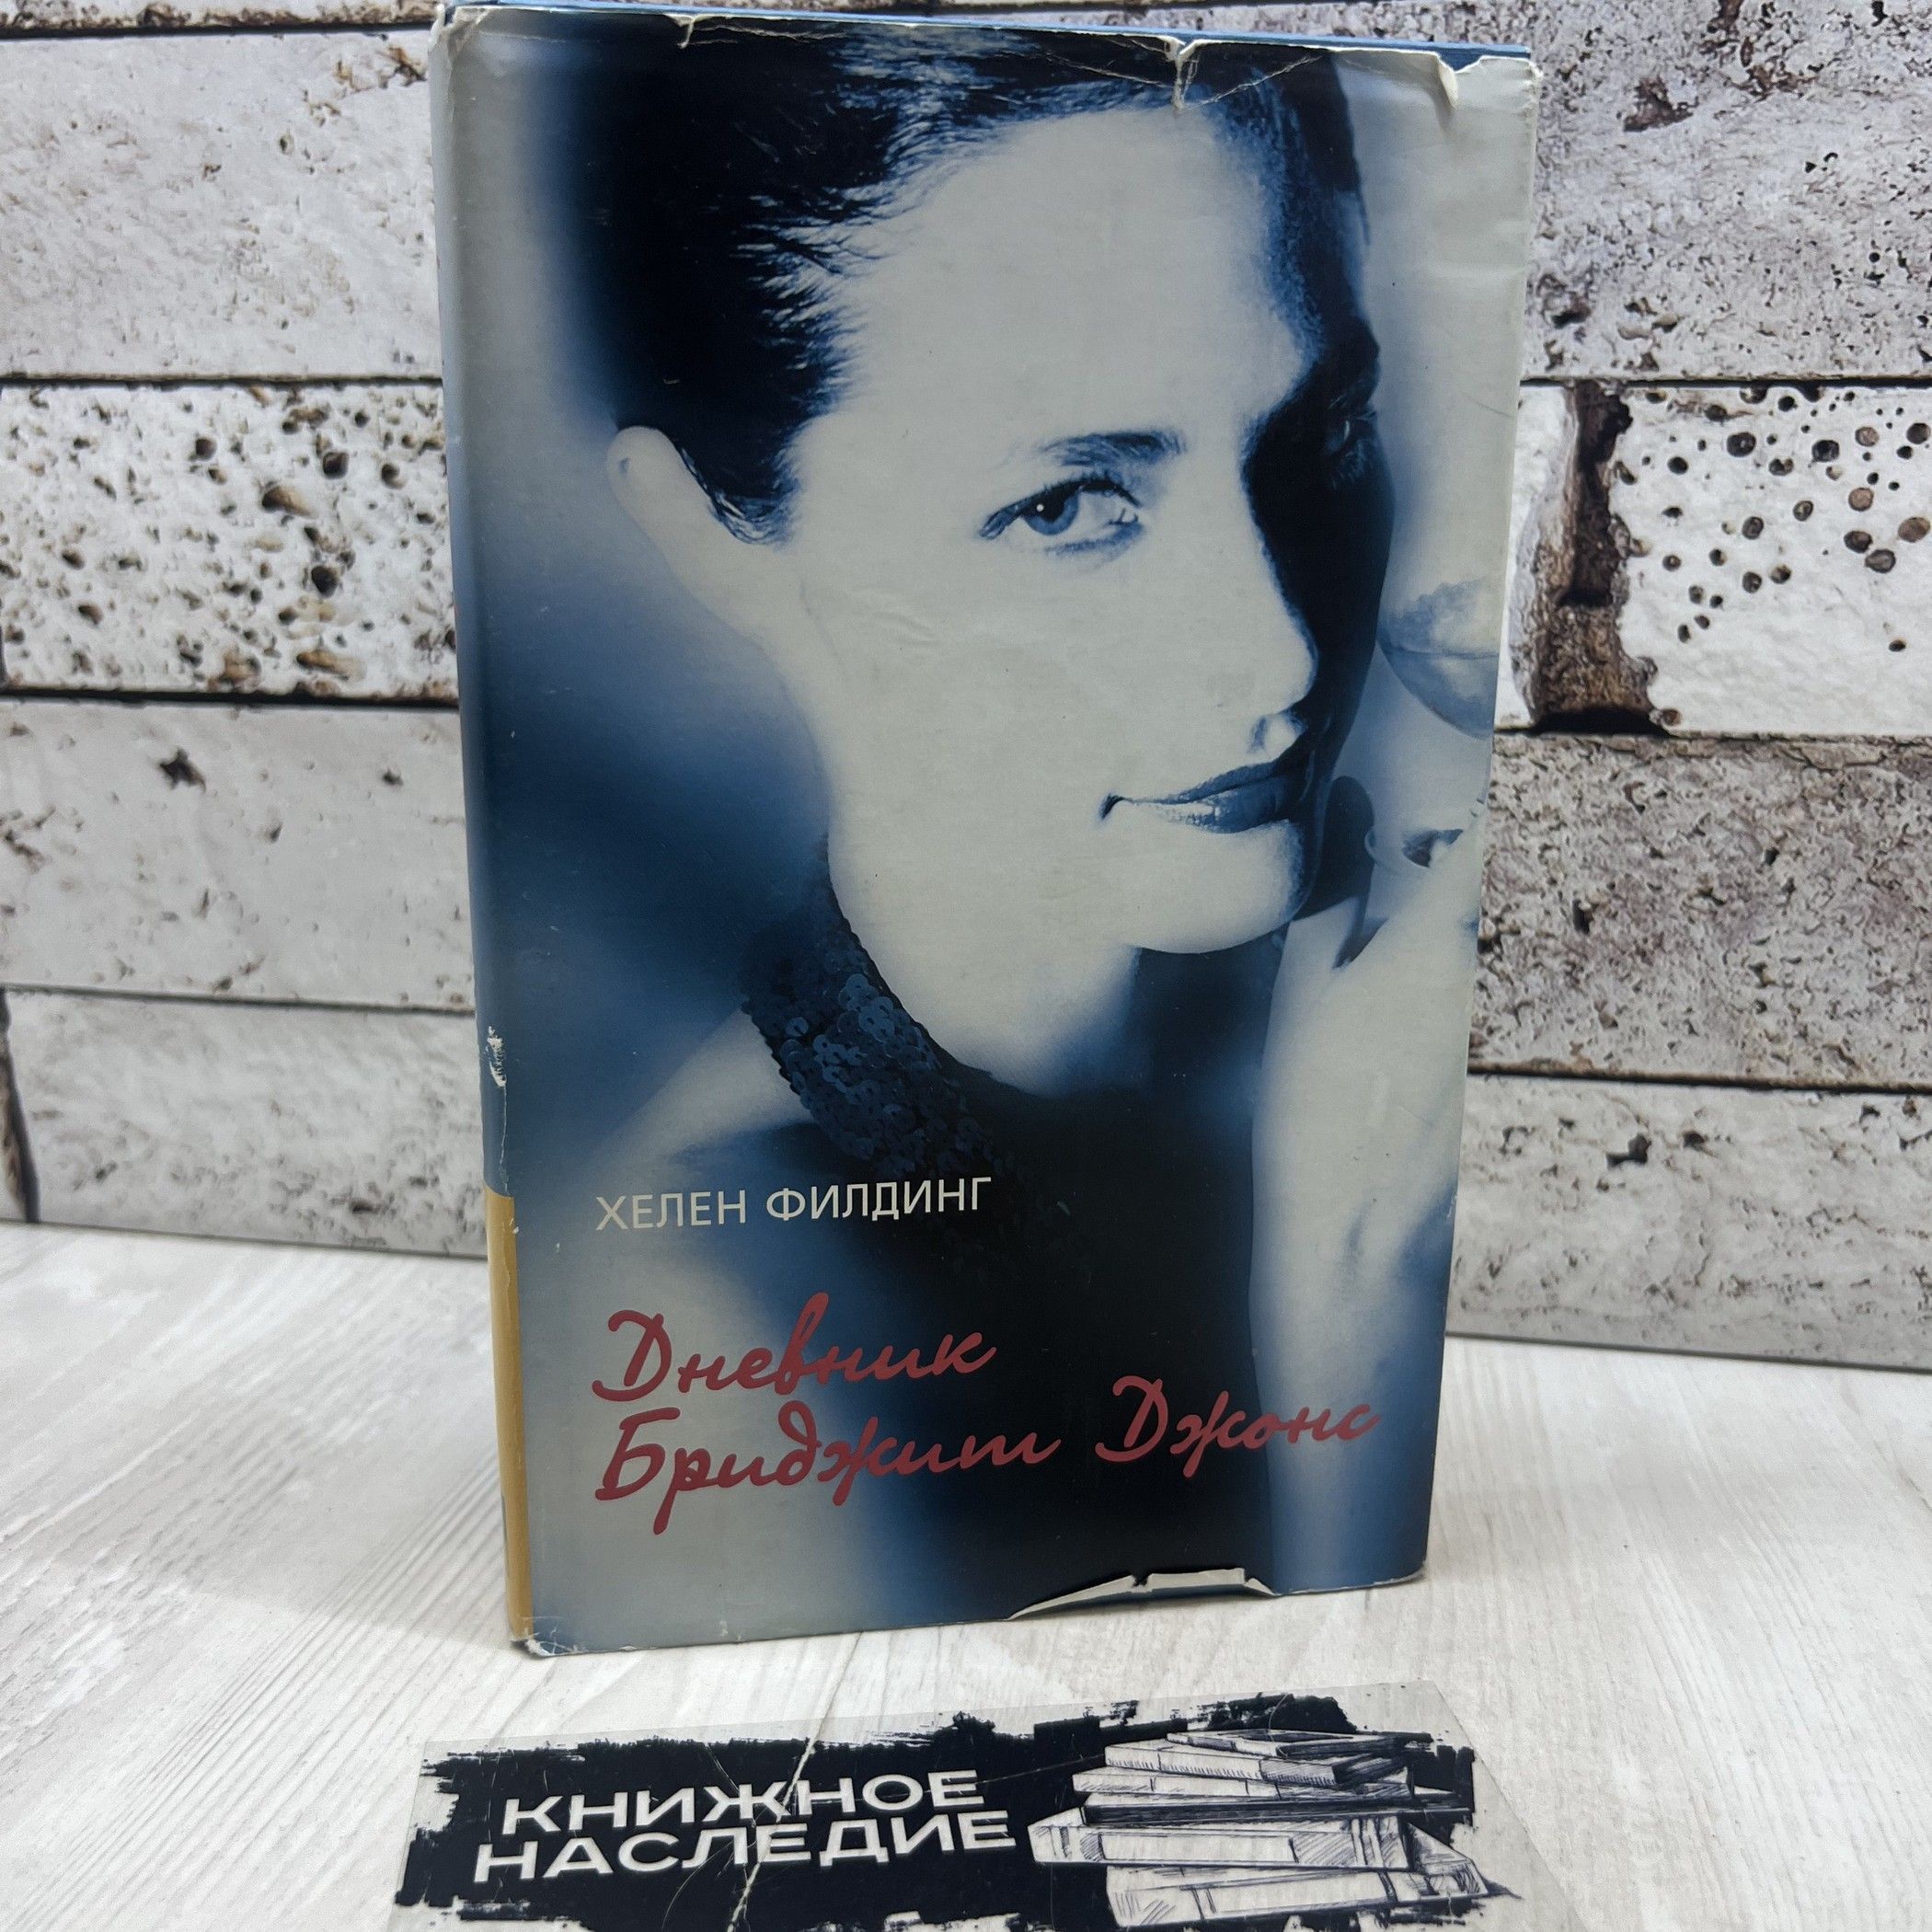 ХЕЛЕН ФИЛДИНГ
Дневник
Бриджит Джонс
КНИЖНОЕ
НАСЛЕДИЕ